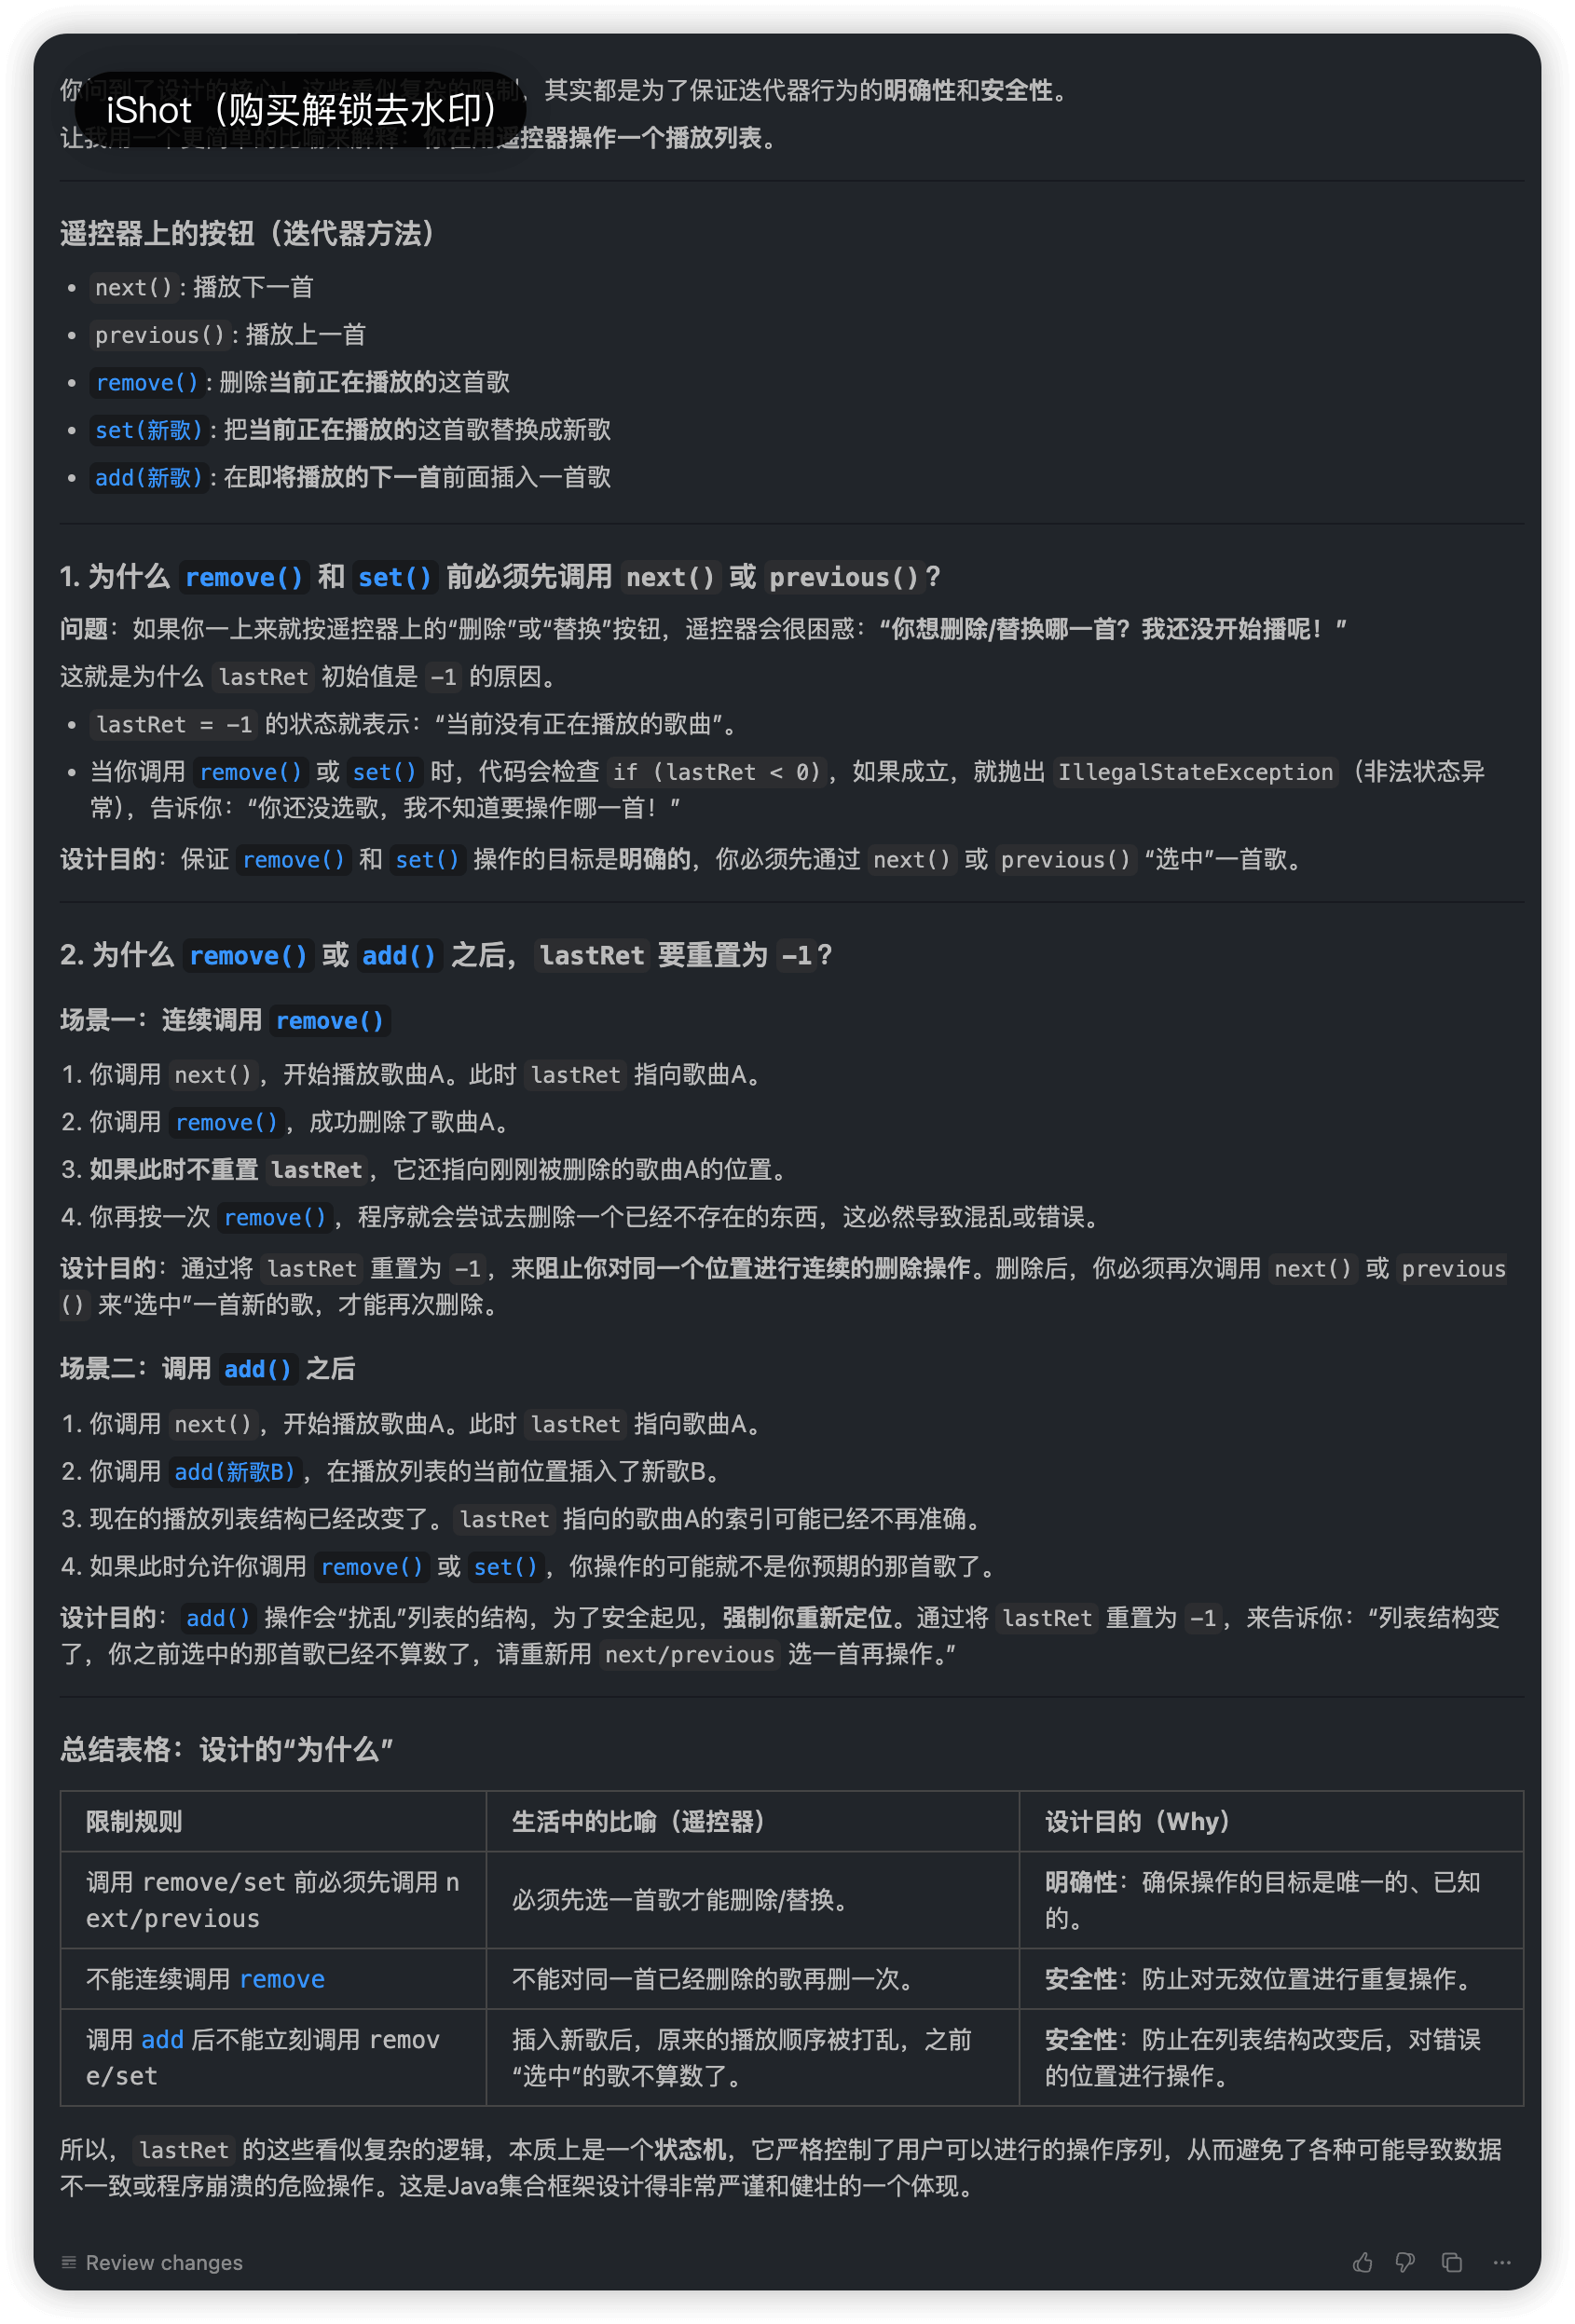 你问到了设计的核心！这些看似复杂的限制，其实都是为了保证迭代器行为的明确性和安全性。
iShot（购买解锁去水印）
让我用一个更简单的比喻来解释：你在用遥控器操作一个播放列表。
遥控器上的按钮（迭代器方法）
• next()：播放下一首
• previous()：播放上一首
• remove()：删除当前正在播放的这首歌
• set(新歌)：把当前正在播放的这首歌替换成新歌
• add(新歌)：在即将播放的下一首前面插入一首歌
1. 为什么 remove() 和 set() 前必须先调用 next() 或 previous()？
问题：如果你一上来就按遥控器上的“删除”或“替换”按钮，遥控器会很困惑：“你想删除/替换哪一首？我还没开始播呢！”
这就是为什么 lastRet 初始值是 -1 的原因。
• lastRet = -1 的状态就表示：“当前没有正在播放的歌曲”。
• 当你调用 remove() 或 set() 时，代码会检查 if (lastRet < 0)，如果成立，就抛出 IllegalStateException（非法状态异
常），告诉你：“你还没选歌，我不知道要操作哪一首！”
设计目的：保证 remove() 和 set() 操作的目标是明确的，你必须先通过 next() 或 previous() “选中”一首歌。
2. 为什么 remove() 或 add() 之后，lastRet 要重置为 -1？
场景一：连续调用 remove()
1. 你调用 next()，开始播放歌曲A。此时 lastRet 指向歌曲A。
2. 你调用 remove()，成功删除了歌曲A。
3. 如果此时不重置 lastRet，它还指向刚刚被删除的歌曲A的位置。
4. 你再按一次 remove()，程序就会尝试去删除一个已经不存在的东西，这必然导致混乱或错误。
设计目的：通过将 lastRet 重置为 -1，来阻止你对同一个位置进行连续的删除操作。删除后，你必须再次调用 next() 或 previous
() 来“选中”一首新的歌，才能再次删除。
场景二：调用 add() 之后
1. 你调用 next()，开始播放歌曲A。此时 lastRet 指向歌曲A。
2. 你调用 add(新歌B)，在播放列表的当前位置插入了新歌B。
3. 现在的播放列表结构已经改变了。lastRet 指向的歌曲A的索引可能已经不再准确。
4. 如果此时允许你调用 remove() 或 set()，你操作的可能就不是你预期的那首歌了。
设计目的：add() 操作会“扰乱”列表的结构，为了安全起见，强制你重新定位。通过将 lastRet 重置为 -1，来告诉你：“列表结构变
了，你之前选中的那首歌已经不算数了，请重新用 next/previous 选一首再操作。”
总结表格：设计的“为什么”
限制规则 生活中的比喻（遥控器） 设计目的（Why）
调用 remove/set 前必须先调用 n
ext/previous
必须先选一首歌才能删除/替换。
明确性：确保操作的目标是唯一的、已知
的。
不能连续调用 remove 不能对同一首已经删除的歌再删一次。 安全性：防止对无效位置进行重复操作。
调用 add 后不能立刻调用 remov
e/set
插入新歌后，原来的播放顺序被打乱，之前
“选中”的歌不算数了。
安全性：防止在列表结构改变后，对错误
的位置进行操作。
所以，lastRet 的这些看似复杂的逻辑，本质上是一个状态机，它严格控制了用户可以进行的操作序列，从而避免了各种可能导致数据
不一致或程序崩溃的危险操作。这是Java集合框架设计得非常严谨和健壮的一个体现。
Review changes